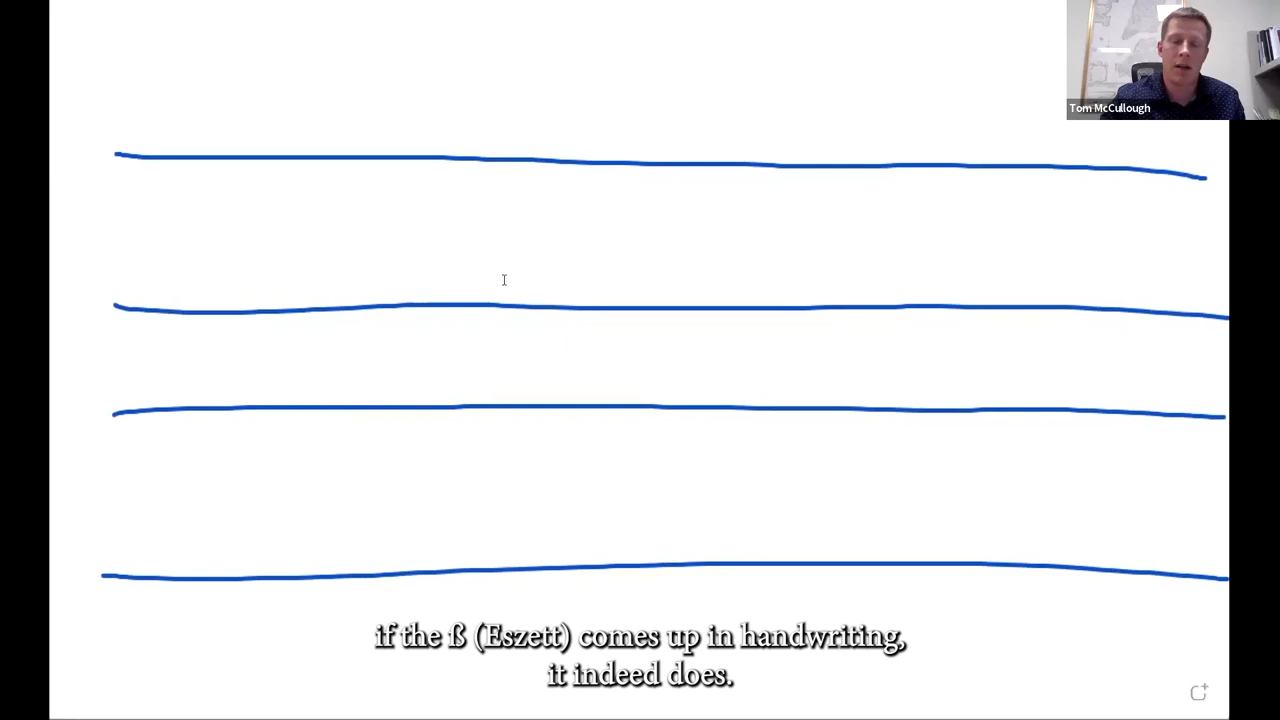 Tom McCullough
if the ß (Eszett) comes up in handwriting,
it indeed does.